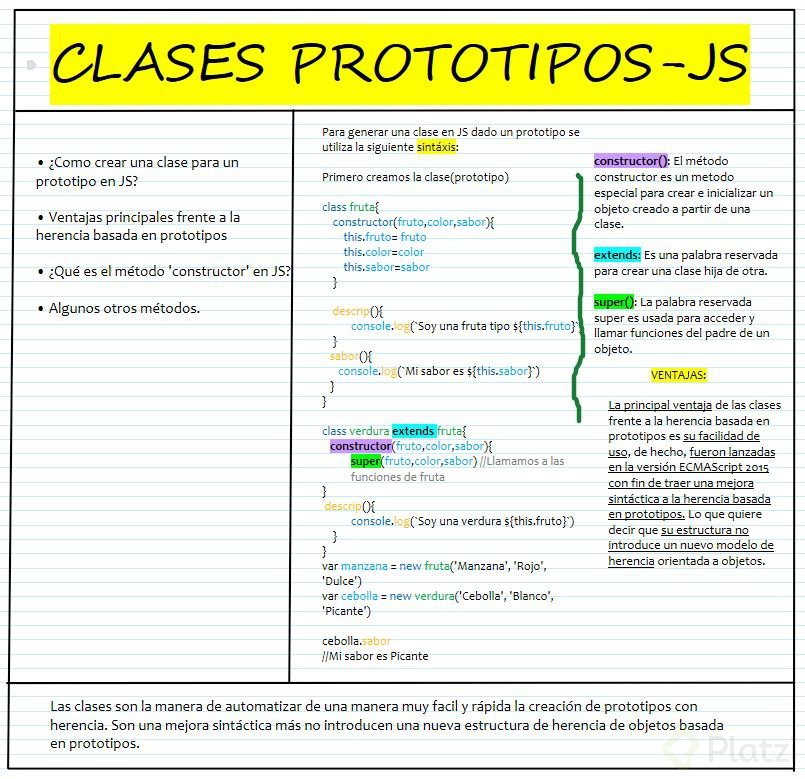 CLASES PROTOTIPOS-JS
• ¿Como crear una clase para un
prototipo en JS?
• Ventajas principales frente a la
herencia basada en prototipos
• ¿Qué es el método 'constructor' en JS?
• Algunos otros métodos.
Para generar una clase en JS dado un prototipo se
utiliza la siguiente sintáxis:
Primero creamos la clase(prototipo)
class fruta{
constructor(fruto,color,sabor){
this.fruto= fruto
this.color=color
this.sabor=sabor
}
descrip(){
console.log(`Soy una fruta tipo ${this.fruto}`
}
sabor(){
console.log(`Mi sabor es ${this.sabor}`)
}
}
class verdura extends fruta{
constructor(fruto,color,sabor){
super(fruto,color,sabor) //Llamamos a las
funciones de fruta
}
descrip(){
console.log(`Soy una verdura ${this.fruto}`)
}
}
var manzana = new fruta('Manzana', 'Rojo',
'Dulce')
var cebolla = new verdura('Cebolla', 'Blanco',
'Picante')
cebolla.sabor
//Mi sabor es Picante
constructor(): El método
constructor es un metodo
especial para crear e inicializar un
objeto creado a partir de una
clase.
extends: Es una palabra reservada
para crear una clase hija de otra.
super(): La palabra reservada
super es usada para acceder y
llamar funciones del padre de un
objeto.
VENTAJAS:
La principal ventaja de las clases
frente a la herencia basada en
prototipos es su facilidad de
uso, de hecho, fueron lanzadas
en la versión ECMAScript 2015
con fin de traer una mejora
sintáctica a la herencia basada
en prototipos. Lo que quiere
decir que su estructura no
introduce un nuevo modelo de
herencia orientada a objetos.
Las clases son la manera de automatizar de una manera muy facil y rápida la creación de prototipos con
herencia. Son una mejora sintáctica más no introducen una nueva estructura de herencia de objetos basada
en prototipos.
Platzi